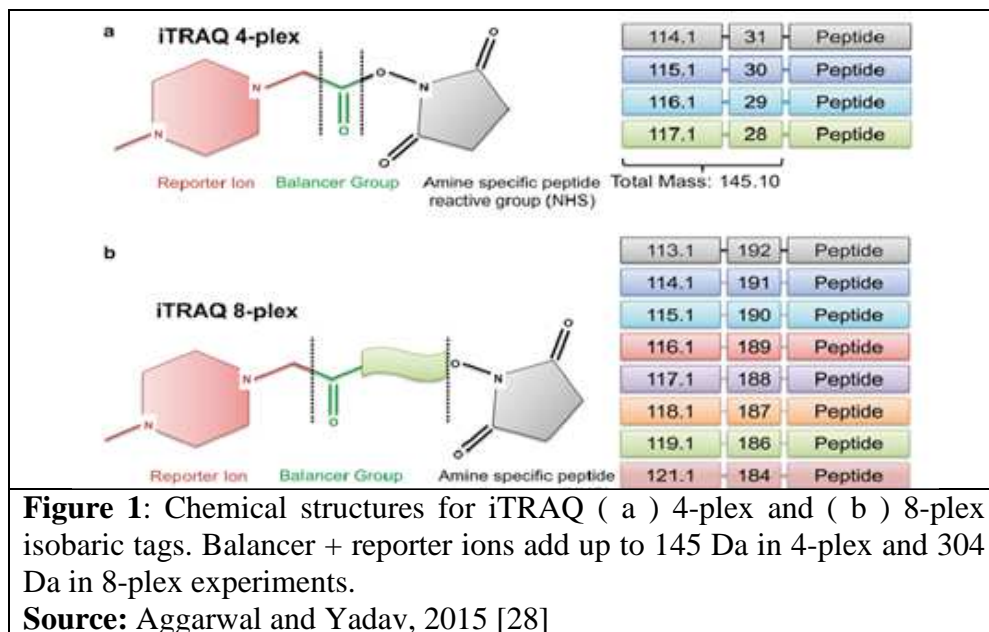 a iTRAQ 4-plex
N
N
O
O
N
O
O
Reporter Ion Balancer Group Amine specific peptide
reactive group (NHS)
114.1 31 Peptide
115.1 30 Peptide
116.1 29 Peptide
117.1 28 Peptide
Total Mass: 145.10
b
iTRAQ 8-plex
N
N
O
O
N
O
O
Reporter Ion Balancer Group Amine specific peptide
113.1 192 Peptide
114.1 191 Peptide
115.1 190 Peptide
116.1 189 Peptide
117.1 188 Peptide
118.1 187 Peptide
119.1 186 Peptide
121.1 184 Peptide
Figure 1: Chemical structures for iTRAQ ( a ) 4-plex and ( b ) 8-plex
isobaric tags. Balancer + reporter ions add up to 145 Da in 4-plex and 304
Da in 8-plex experiments.
Source: Aggarwal and Yadav, 2015 [28]